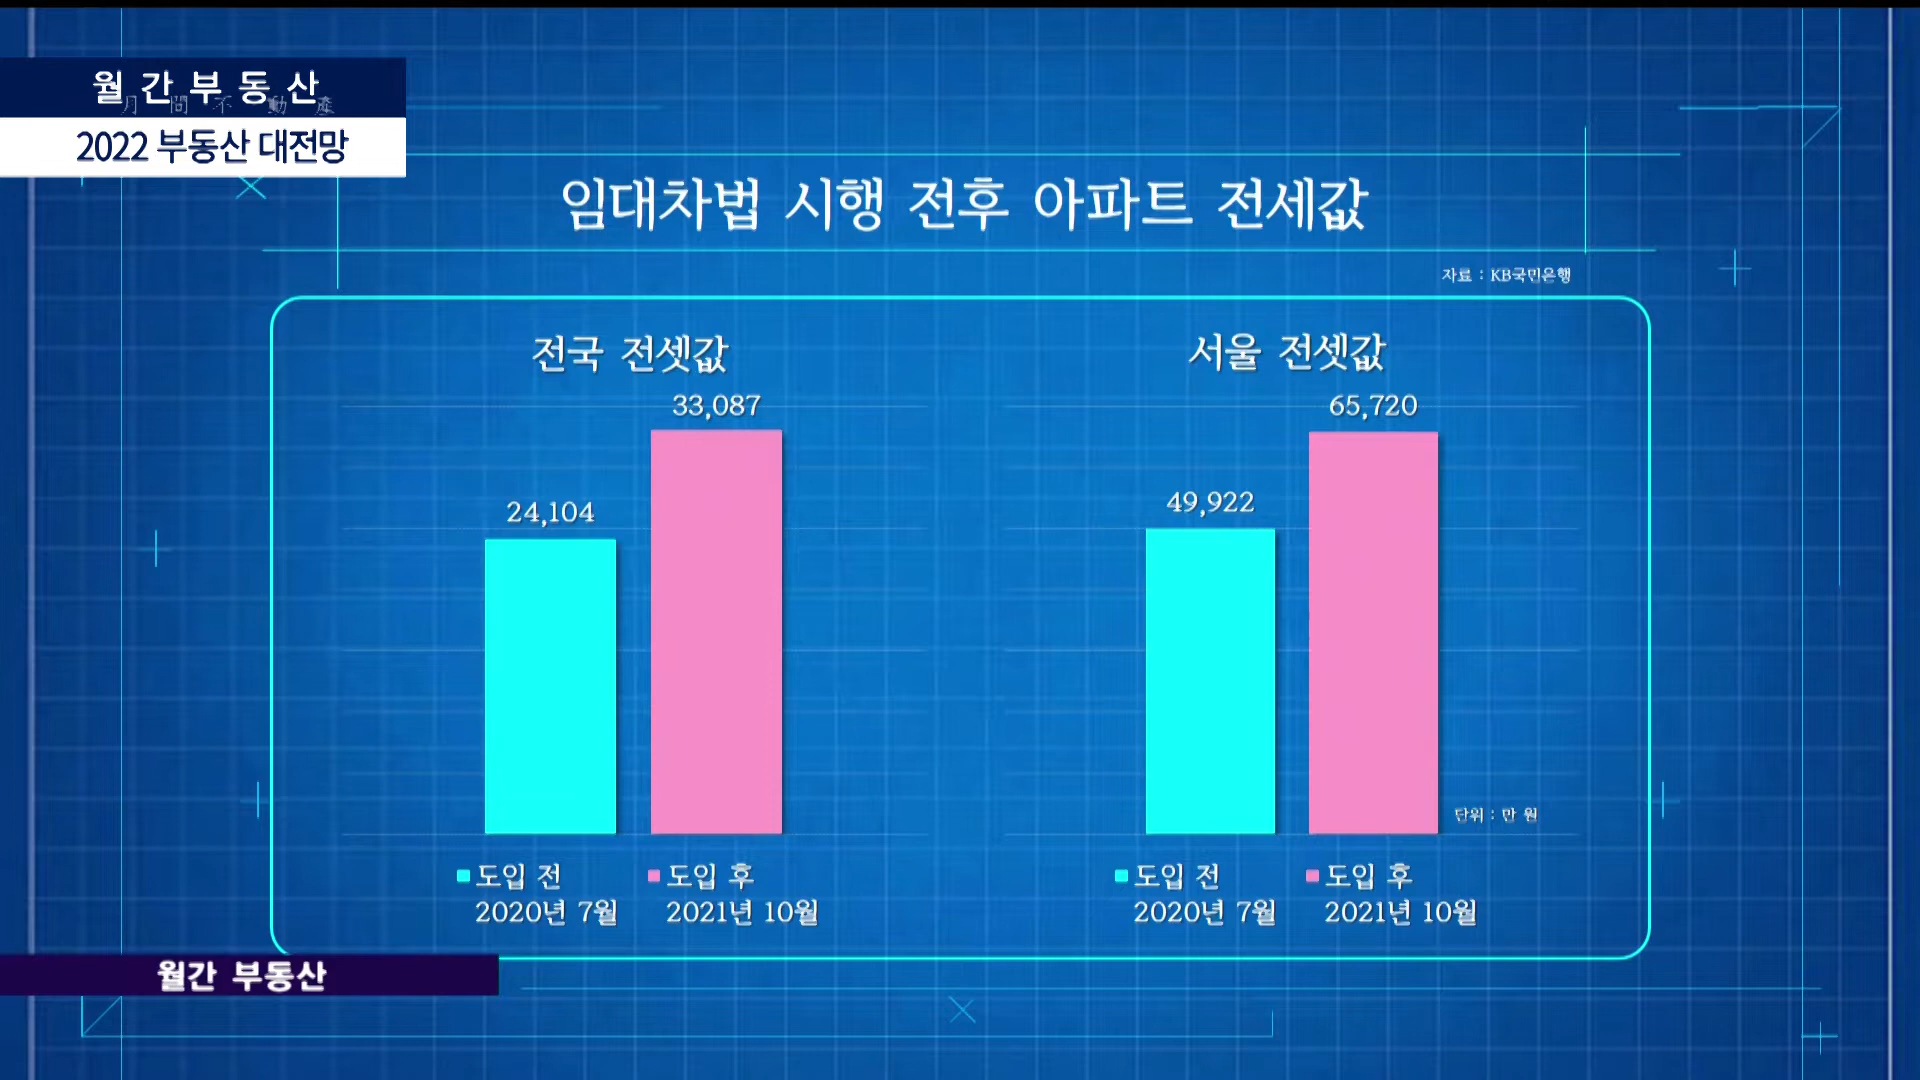 월간부동산
月間不動産
2022 부동산 대전망
임대차법 시행 전후 아파트 전세값
자료 : KB국민은행
전국 전셋값
33,087
24,104
도입 전
2020년 7월
도입 후
2021년 10월
서울 전셋값
65,720
49,922
단위 : 만 원
도입 전
2020년 7월
도입 후
2021년 10월
월간 부동산